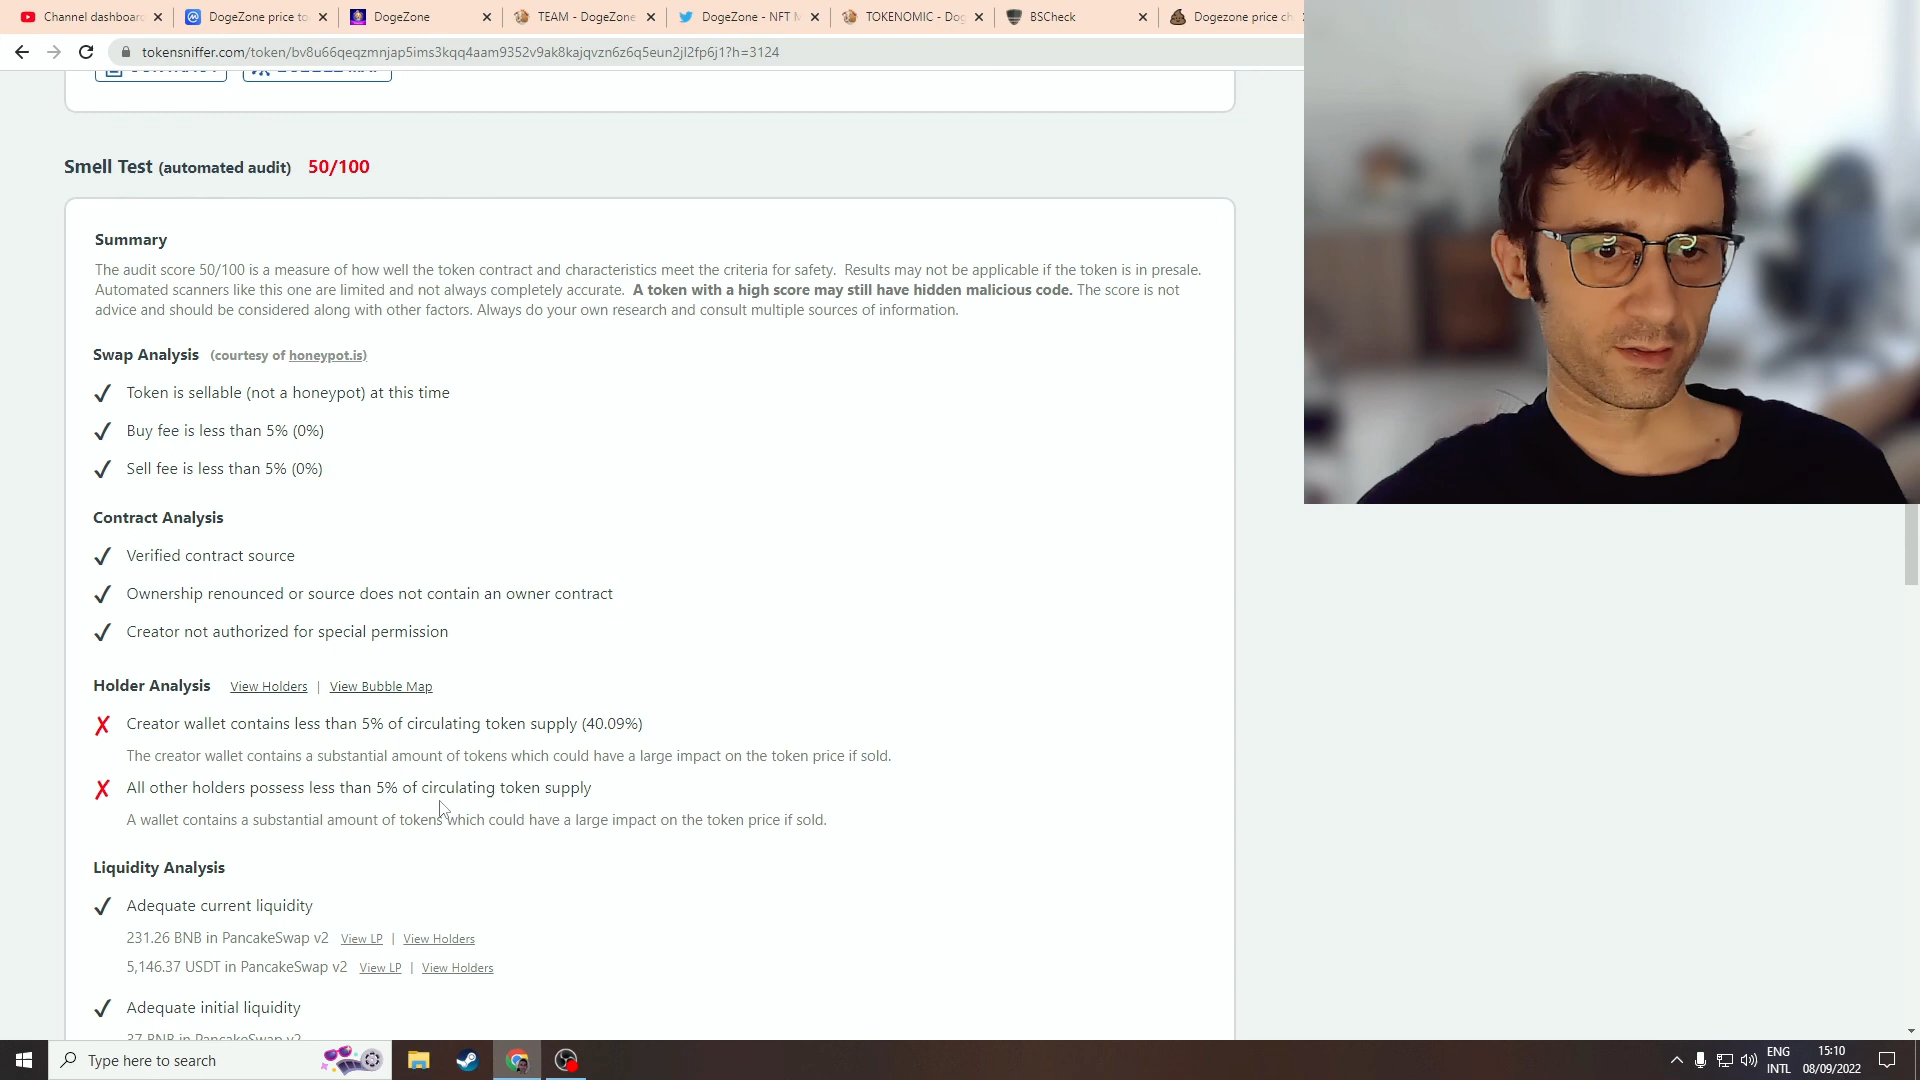 Channel dashboard
DogeZone price to
DogeZone
TEAM - DogeZone
DogeZone - NFT M
TOKENOMIC - Dog
BSCheck
Dogezone price ch
tokensniffer.com/token/bv8u66qeqzmnjap5ims3kqq4aam9352v9ak8kajqvzn6z6q5eun2jl2fp6j1?h=3124
Smell Test (automated audit) 50/100
Summary
The audit score 50/100 is a measure of how well the token contract and characteristics meet the criteria for safety. Results may not be applicable if the token is in presale.
Automated scanners like this one are limited and not always completely accurate. A token with a high score may still have hidden malicious code. The score is not
advice and should be considered along with other factors. Always do your own research and consult multiple sources of information.
Swap Analysis (courtesy of honeypot.is)
Token is sellable (not a honeypot) at this time
Buy fee is less than 5% (0%)
Sell fee is less than 5% (0%)
Contract Analysis
Verified contract source
Ownership renounced or source does not contain an owner contract
Creator not authorized for special permission
Holder Analysis View Holders | View Bubble Map
Creator wallet contains less than 5% of circulating token supply (40.09%)
The creator wallet contains a substantial amount of tokens which could have a large impact on the token price if sold.
All other holders possess less than 5% of circulating token supply
A wallet contains a substantial amount of tokens which could have a large impact on the token price if sold.
Liquidity Analysis
Adequate current liquidity
231.26 BNB in PancakeSwap v2 View LP | View Holders
5,146.37 USDT in PancakeSwap v2 View LP | View Holders
Adequate initial liquidity
37 BNB in PancakeSwap v2
Type here to search
ENG
INTL
15:10
08/09/2022